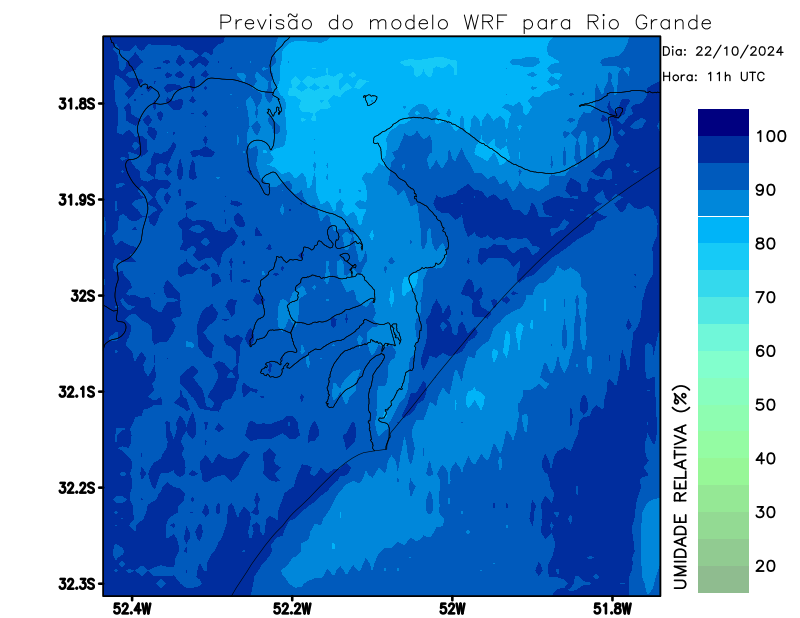 Previsão do modelo WRF para Rio Grande
Dia: 22/10/2024
Hora: 11h UTC
31.8S
31.9S
32S
32.1S
32.2S
32.3S
52.4W
52.2W
52W
51.8W
UMIDADE RELATIVA (%)
100
90
80
70
60
50
40
30
20